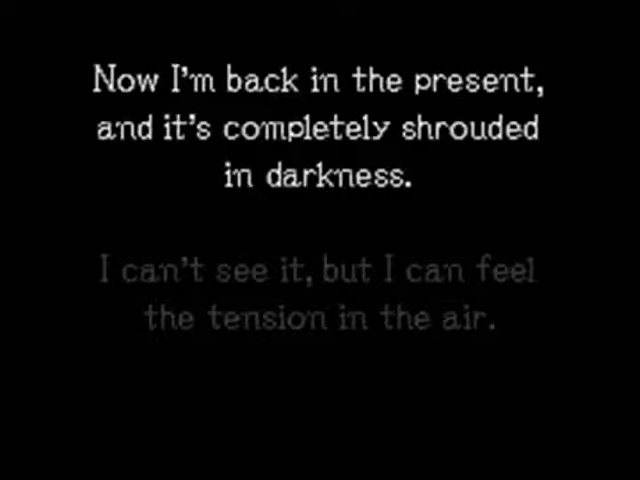 Now I'm back in the present,
and it's completely shrouded
in darkness.
I can't see it, but I can feel
the tension in the air.